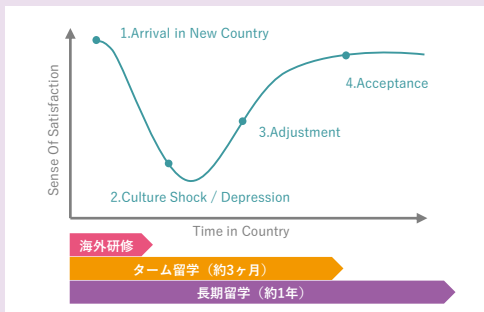 1.Arrival in New Country
Sense Of Satisfaction
4.Acceptance
3.Adjustment
2.Culture Shock / Depression
Time in Country
海外研修
ターム留学（約3ヶ月）
長期留学（約1年）